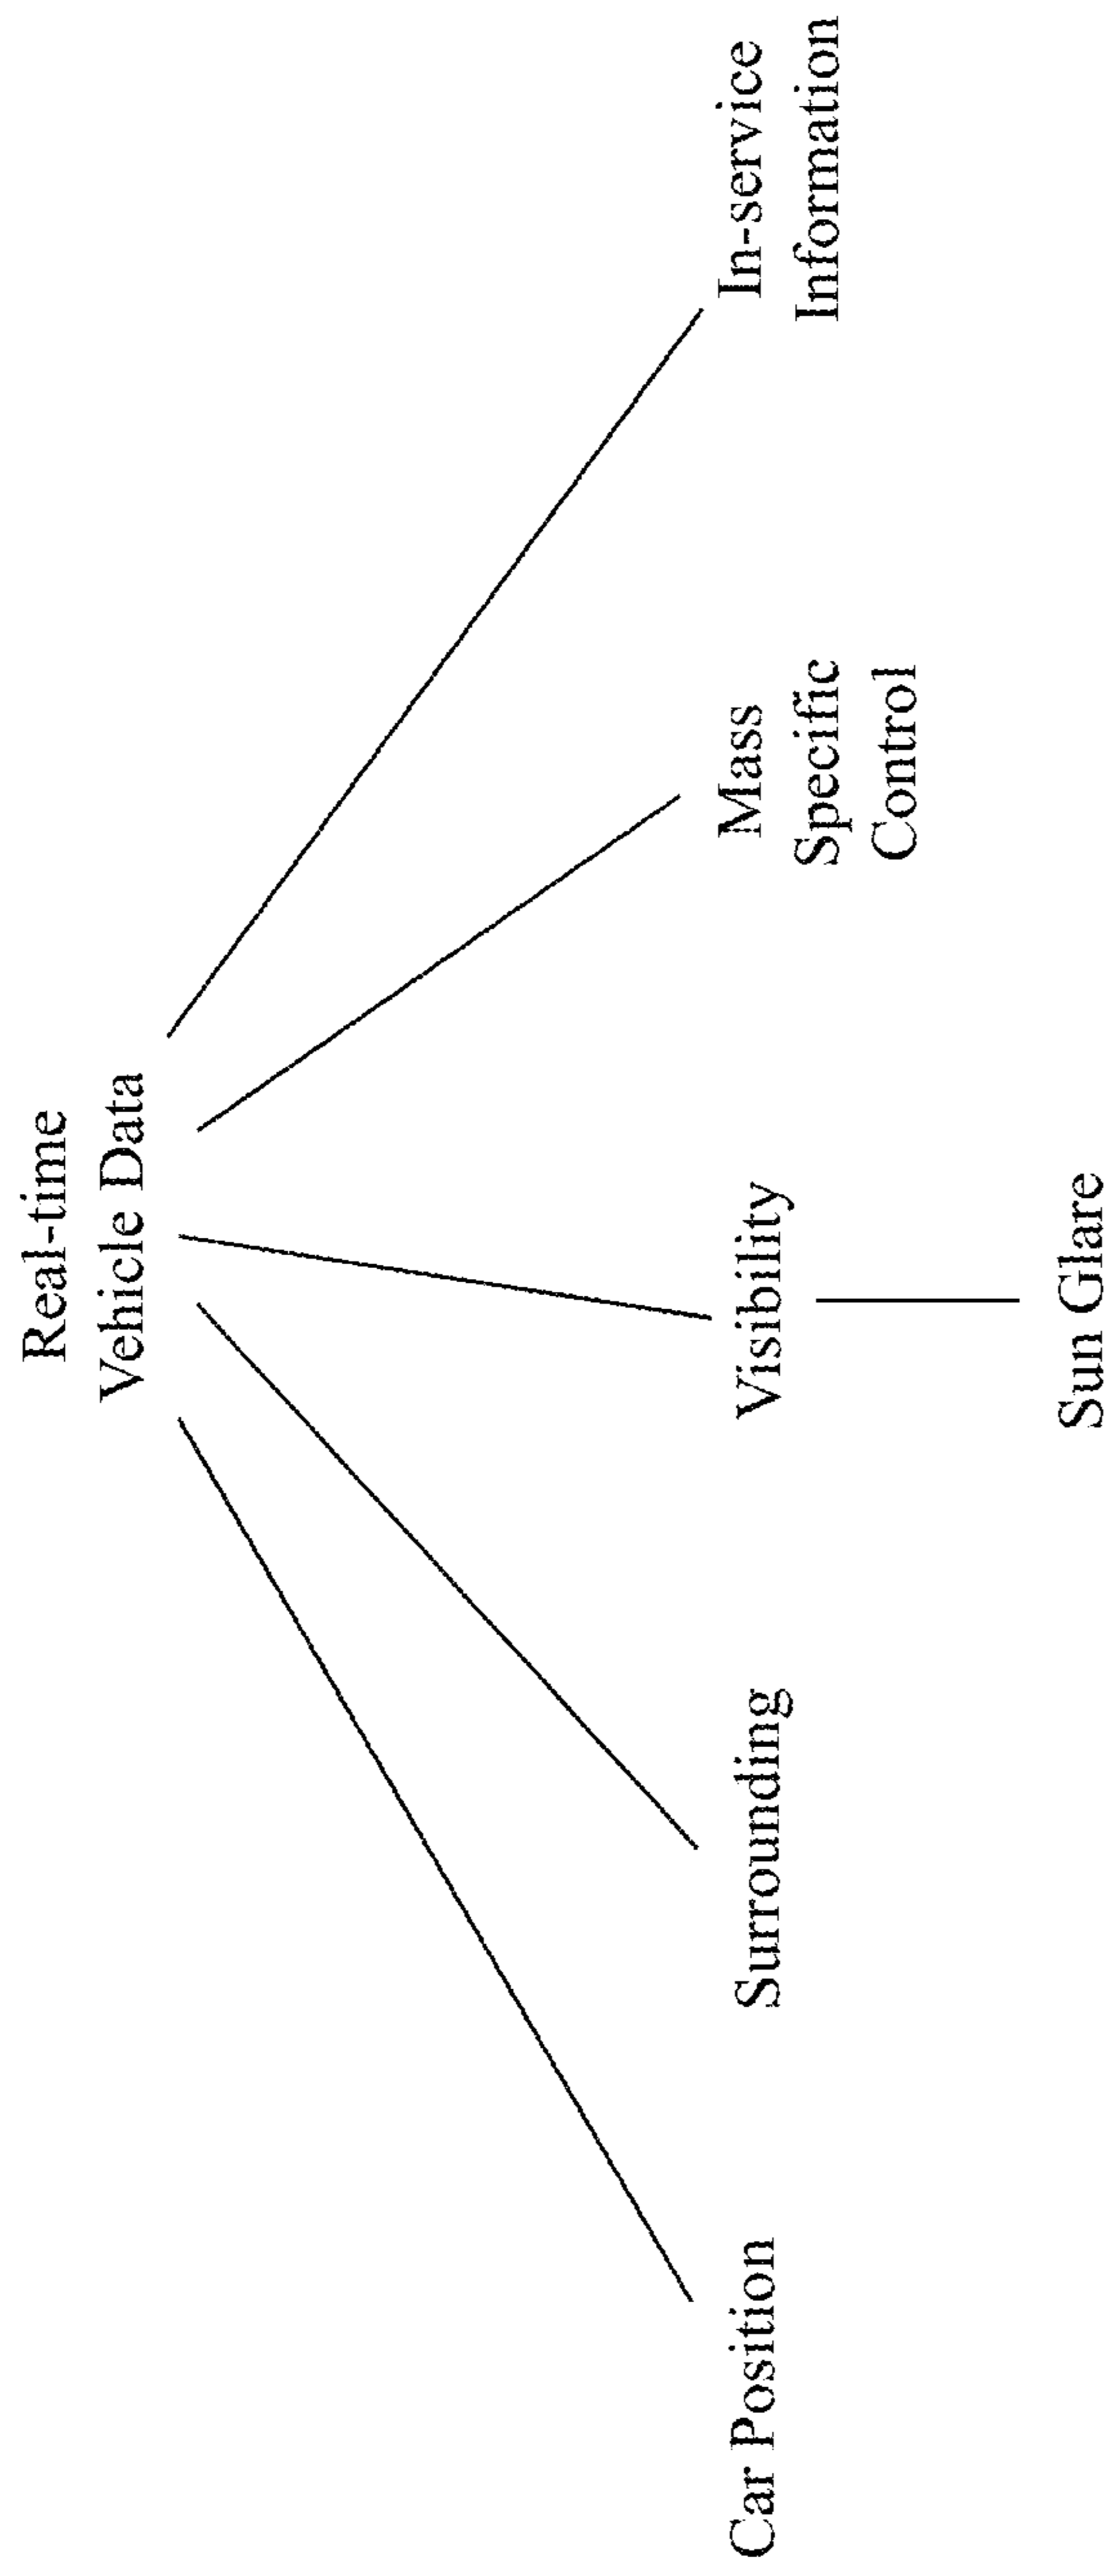 Real-time
Vehicle Data
Car Position
Surrounding
Visibility
Mass
Specific
Control
In-service
Information
Sun Glare